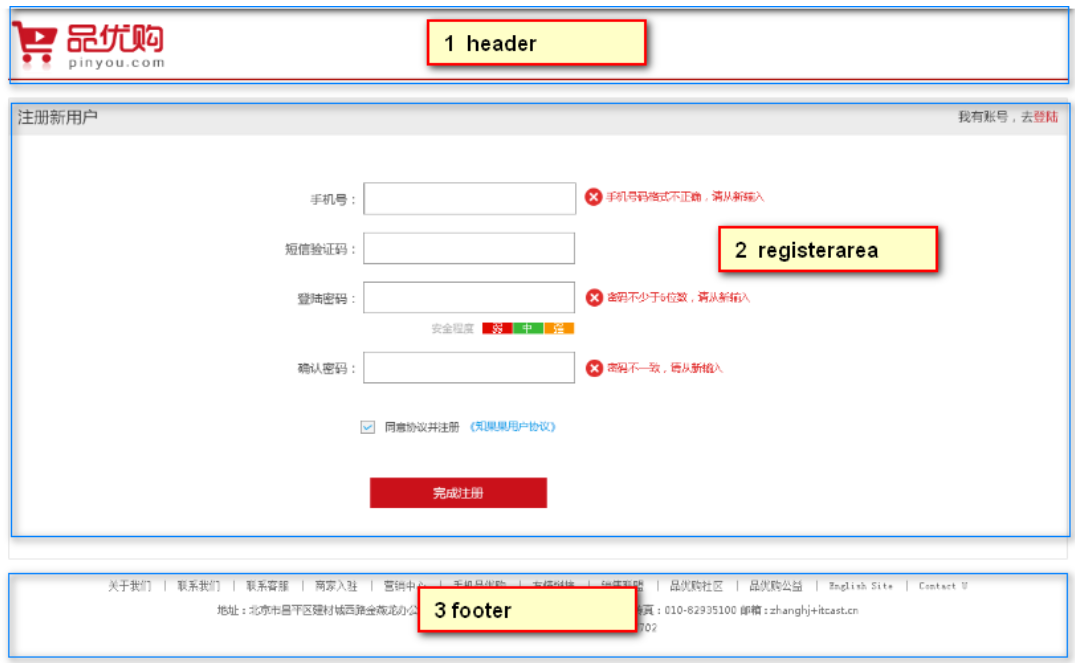 品优购
pinyou.com
1 header
注册新用户
我有账号，去登陆
手机号：
手机号码格式不正确，请从新输入
短信验证码：
2 registerarea
登陆密码：
密码不少于6位数，请从新输入
安全程度 弱 中 强
确认密码：
密码不一致，请从新输入
同意协议并注册 《知果果用户协议》
完成注册
关于我们 | 联系我们 | 联系客服 | 商家入驻 | 营销中心 | 手机品优购 | 友情链接 | 销售联盟 | 品优购社区 | 品优购公益 | English Site | Contact U
地址：北京市昌平区建材城西路金燕龙办公
3 footer
真：010-82935100 邮箱：zhanghj+itcast.cn
702